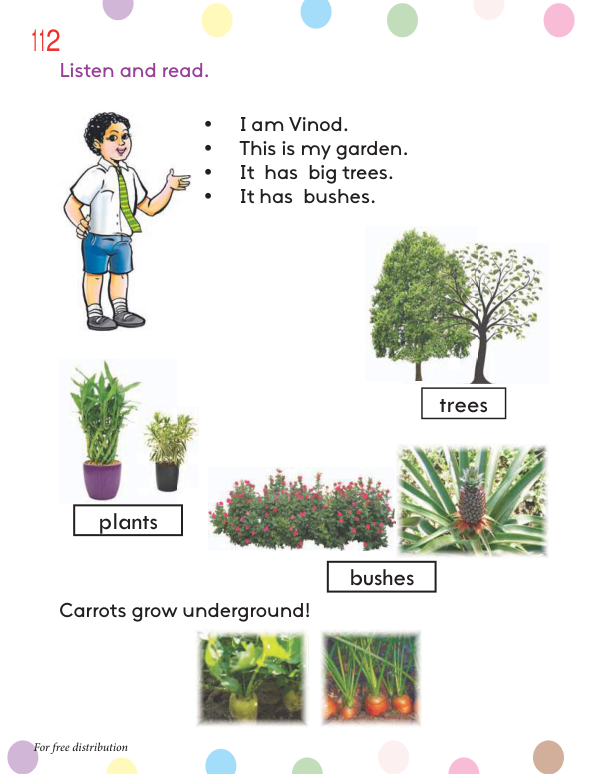 112
Listen and read.
• I am Vinod.
• This is my garden.
• It has big trees.
• It has bushes.
trees
plants
bushes
Carrots grow underground!
For free distribution